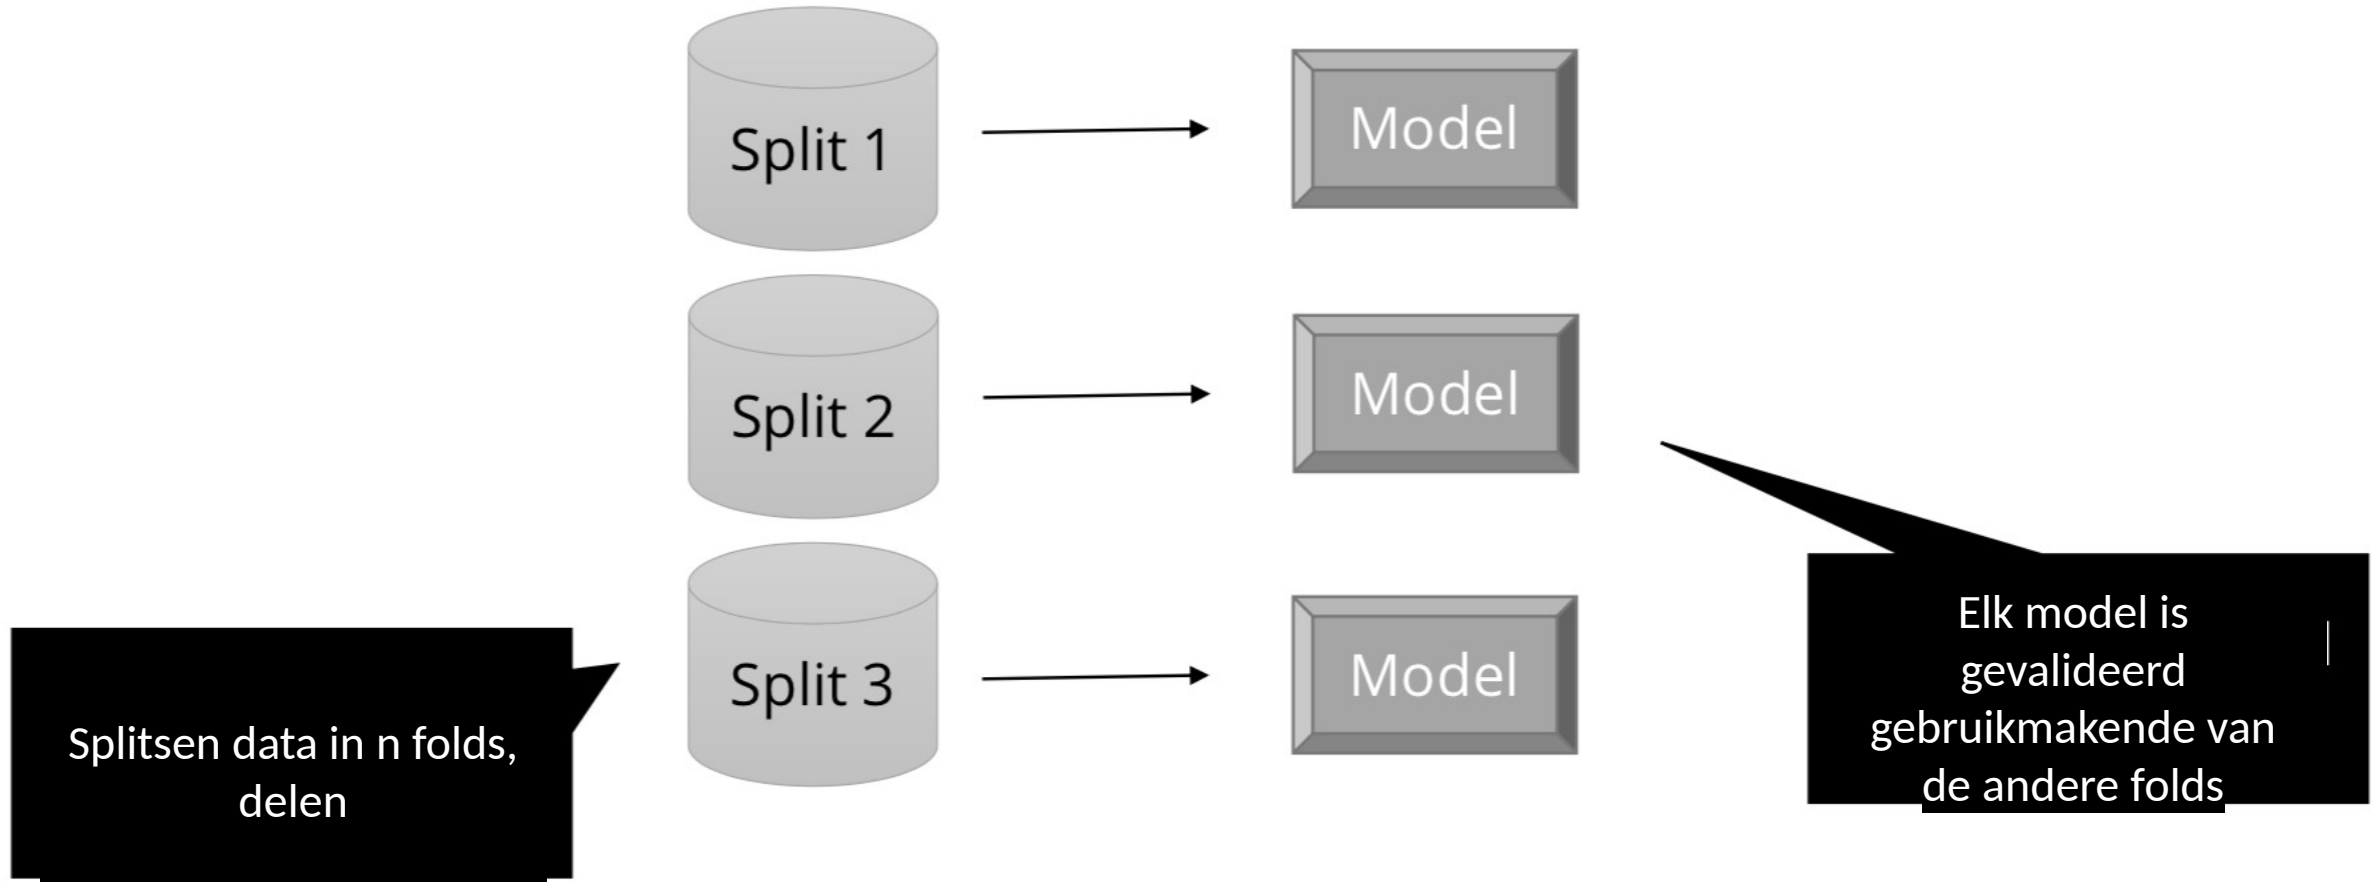 Split 1
Model
Split 2
Model
Split 3
Model
Splitsen data in n folds,
delen
Elk model is
gevalideerd
gebruikmakende van
de andere folds